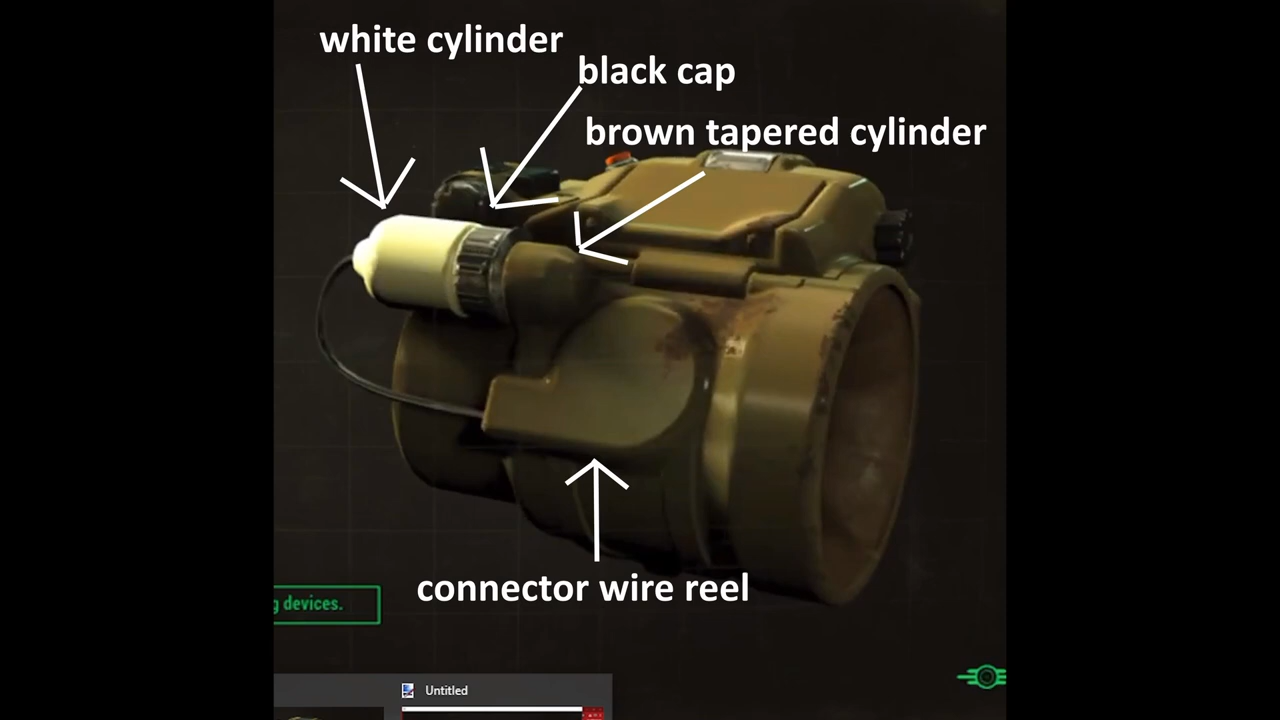 white cylinder
black cap
brown tapered cylinder
connector wire reel
g devices.
Untitled